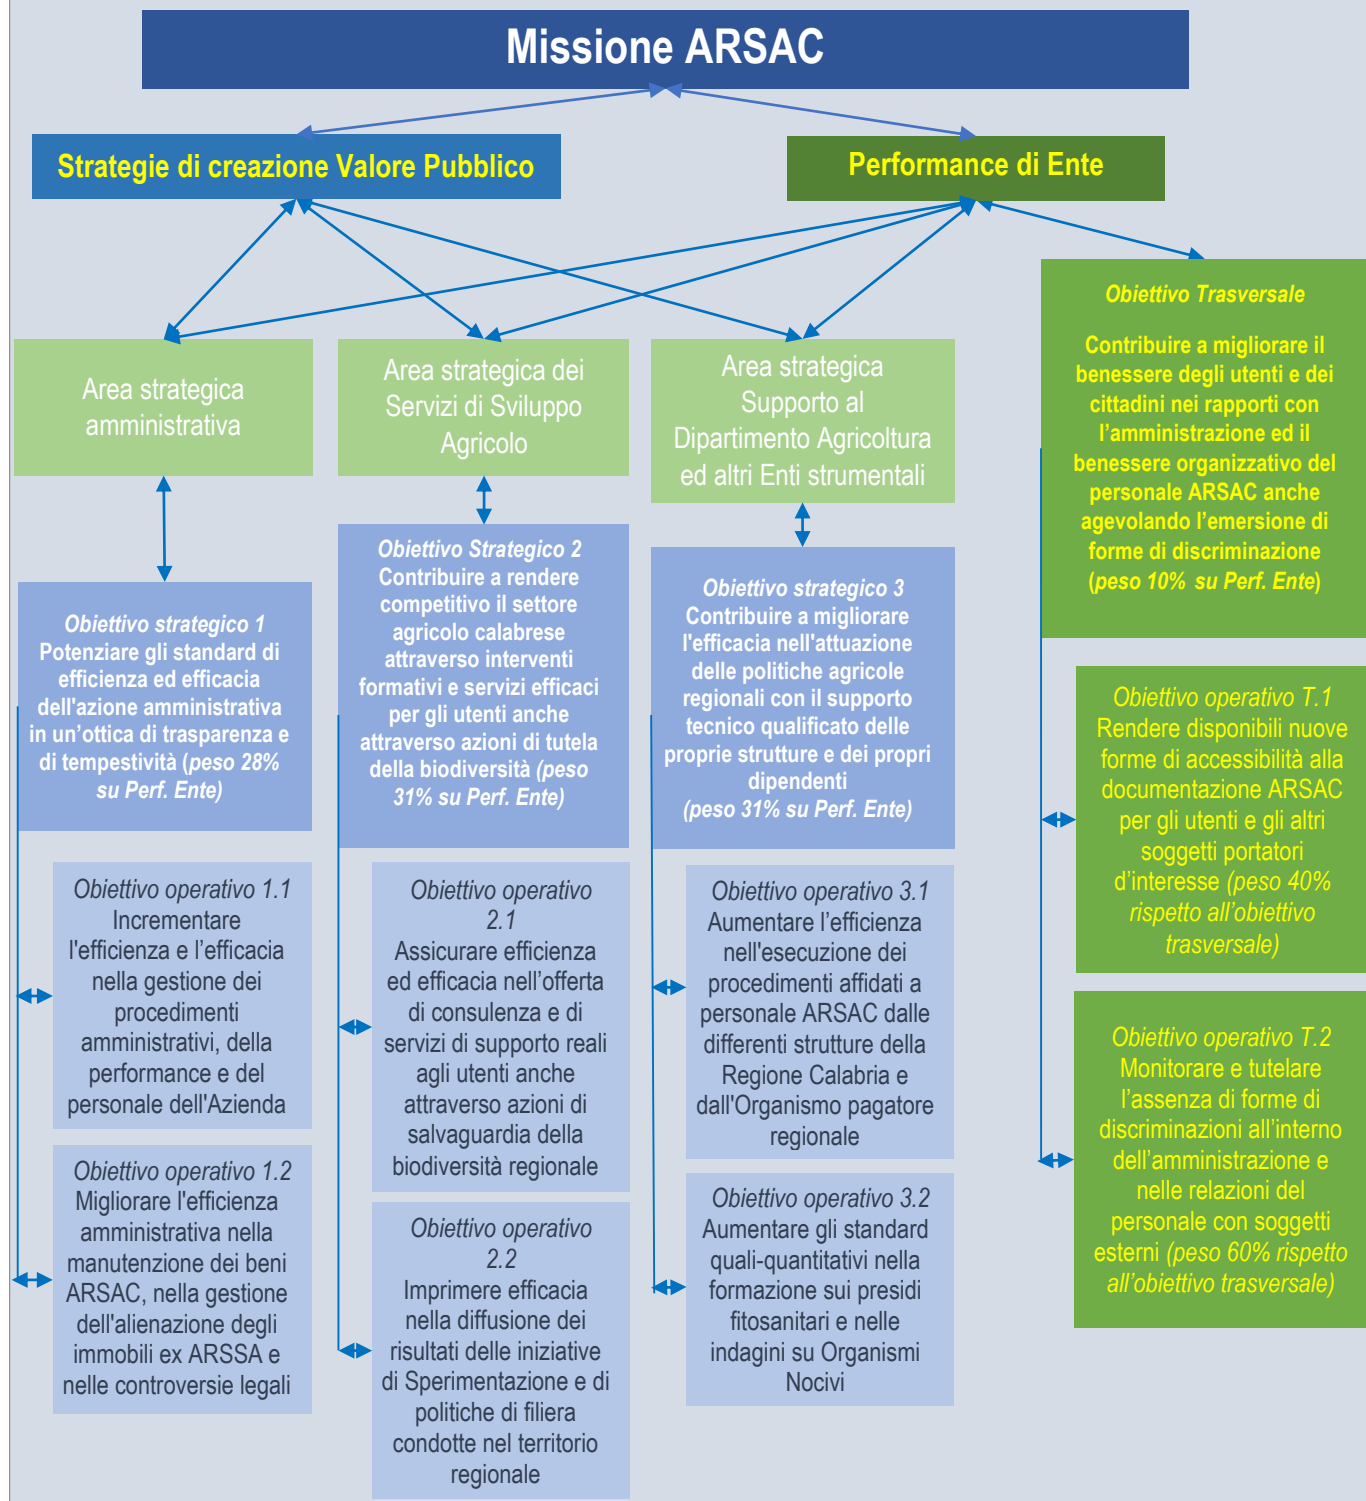 Missione ARSAC
Strategie di creazione Valore Pubblico
Performance di Ente
Area strategica
amministrativa
Area strategica dei
Servizi di Sviluppo
Agricolo
Area strategica
Supporto al
Dipartimento Agricoltura
ed altri Enti strumentali
Obiettivo Trasversale
Contribuire a migliorare il
benessere degli utenti e dei
cittadini nei rapporti con
l’amministrazione ed il
benessere organizzativo del
personale ARSAC anche
agevolando l’emersione di
forme di discriminazione
(peso 10% su Perf. Ente)
Obiettivo strategico 1
Potenziare gli standard di
efficienza ed efficacia
dell'azione amministrativa
in un’ottica di trasparenza e
di tempestività (peso 28%
su Perf. Ente)
Obiettivo Strategico 2
Contribuire a rendere
competitivo il settore
agricolo calabrese
attraverso interventi
formativi e servizi efficaci
per gli utenti anche
attraverso azioni di tutela
della biodiversità (peso
31% su Perf. Ente)
Obiettivo strategico 3
Contribuire a migliorare
l'efficacia nell'attuazione
delle politiche agricole
regionali con il supporto
tecnico qualificato delle
proprie strutture e dei propri
dipendenti
(peso 31% su Perf. Ente)
Obiettivo operativo 1.1
Incrementare
l'efficienza e l’efficacia
nella gestione dei
procedimenti
amministrativi, della
performance e del
personale dell'Azienda
Obiettivo operativo 1.2
Migliorare l'efficienza
amministrativa nella
manutenzione dei beni
ARSAC, nella gestione
dell'alienazione degli
immobili ex ARSSA e
nelle controversie legali
Obiettivo operativo
2.1
Assicurare efficienza
ed efficacia nell’offerta
di consulenza e di
servizi di supporto reali
agli utenti anche
attraverso azioni di
salvaguardia della
biodiversità regionale
Obiettivo operativo
2.2
Imprimere efficacia
nella diffusione dei
risultati delle iniziative
di Sperimentazione e di
politiche di filiera
condotte nel territorio
regionale
Obiettivo operativo 3.1
Aumentare l’efficienza
nell'esecuzione dei
procedimenti affidati a
personale ARSAC dalle
differenti strutture della
Regione Calabria e
dall'Organismo pagatore
regionale
Obiettivo operativo 3.2
Aumentare gli standard
quali-quantitativi nella
formazione sui presidi
fitosanitari e nelle
indagini su Organismi
Nocivi
Obiettivo operativo T.1
Rendere disponibili nuove
forme di accessibilità alla
documentazione ARSAC
per gli utenti e gli altri
soggetti portatori
d’interesse (peso 40%
rispetto all’obiettivo
trasversale)
Obiettivo operativo T.2
Monitorare e tutelare
l’assenza di forme di
discriminazioni all’interno
dell’amministrazione e
nelle relazioni del
personale con soggetti
esterni (peso 60% rispetto
all’obiettivo trasversale)